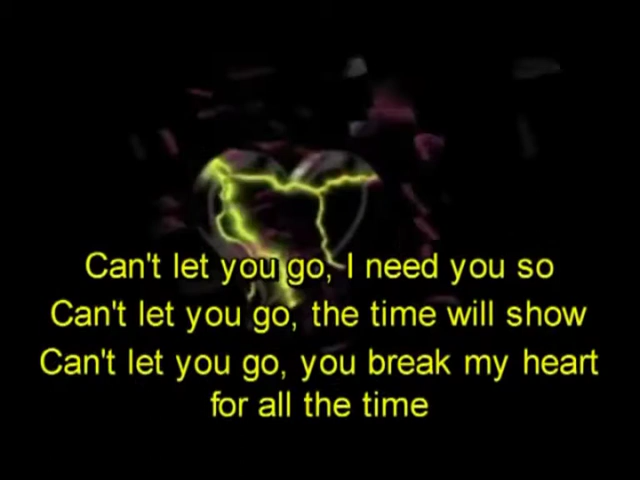 Can't let you go, I need you so
Can't let you go, the time will show
Can't let you go, you break my heart
for all the time